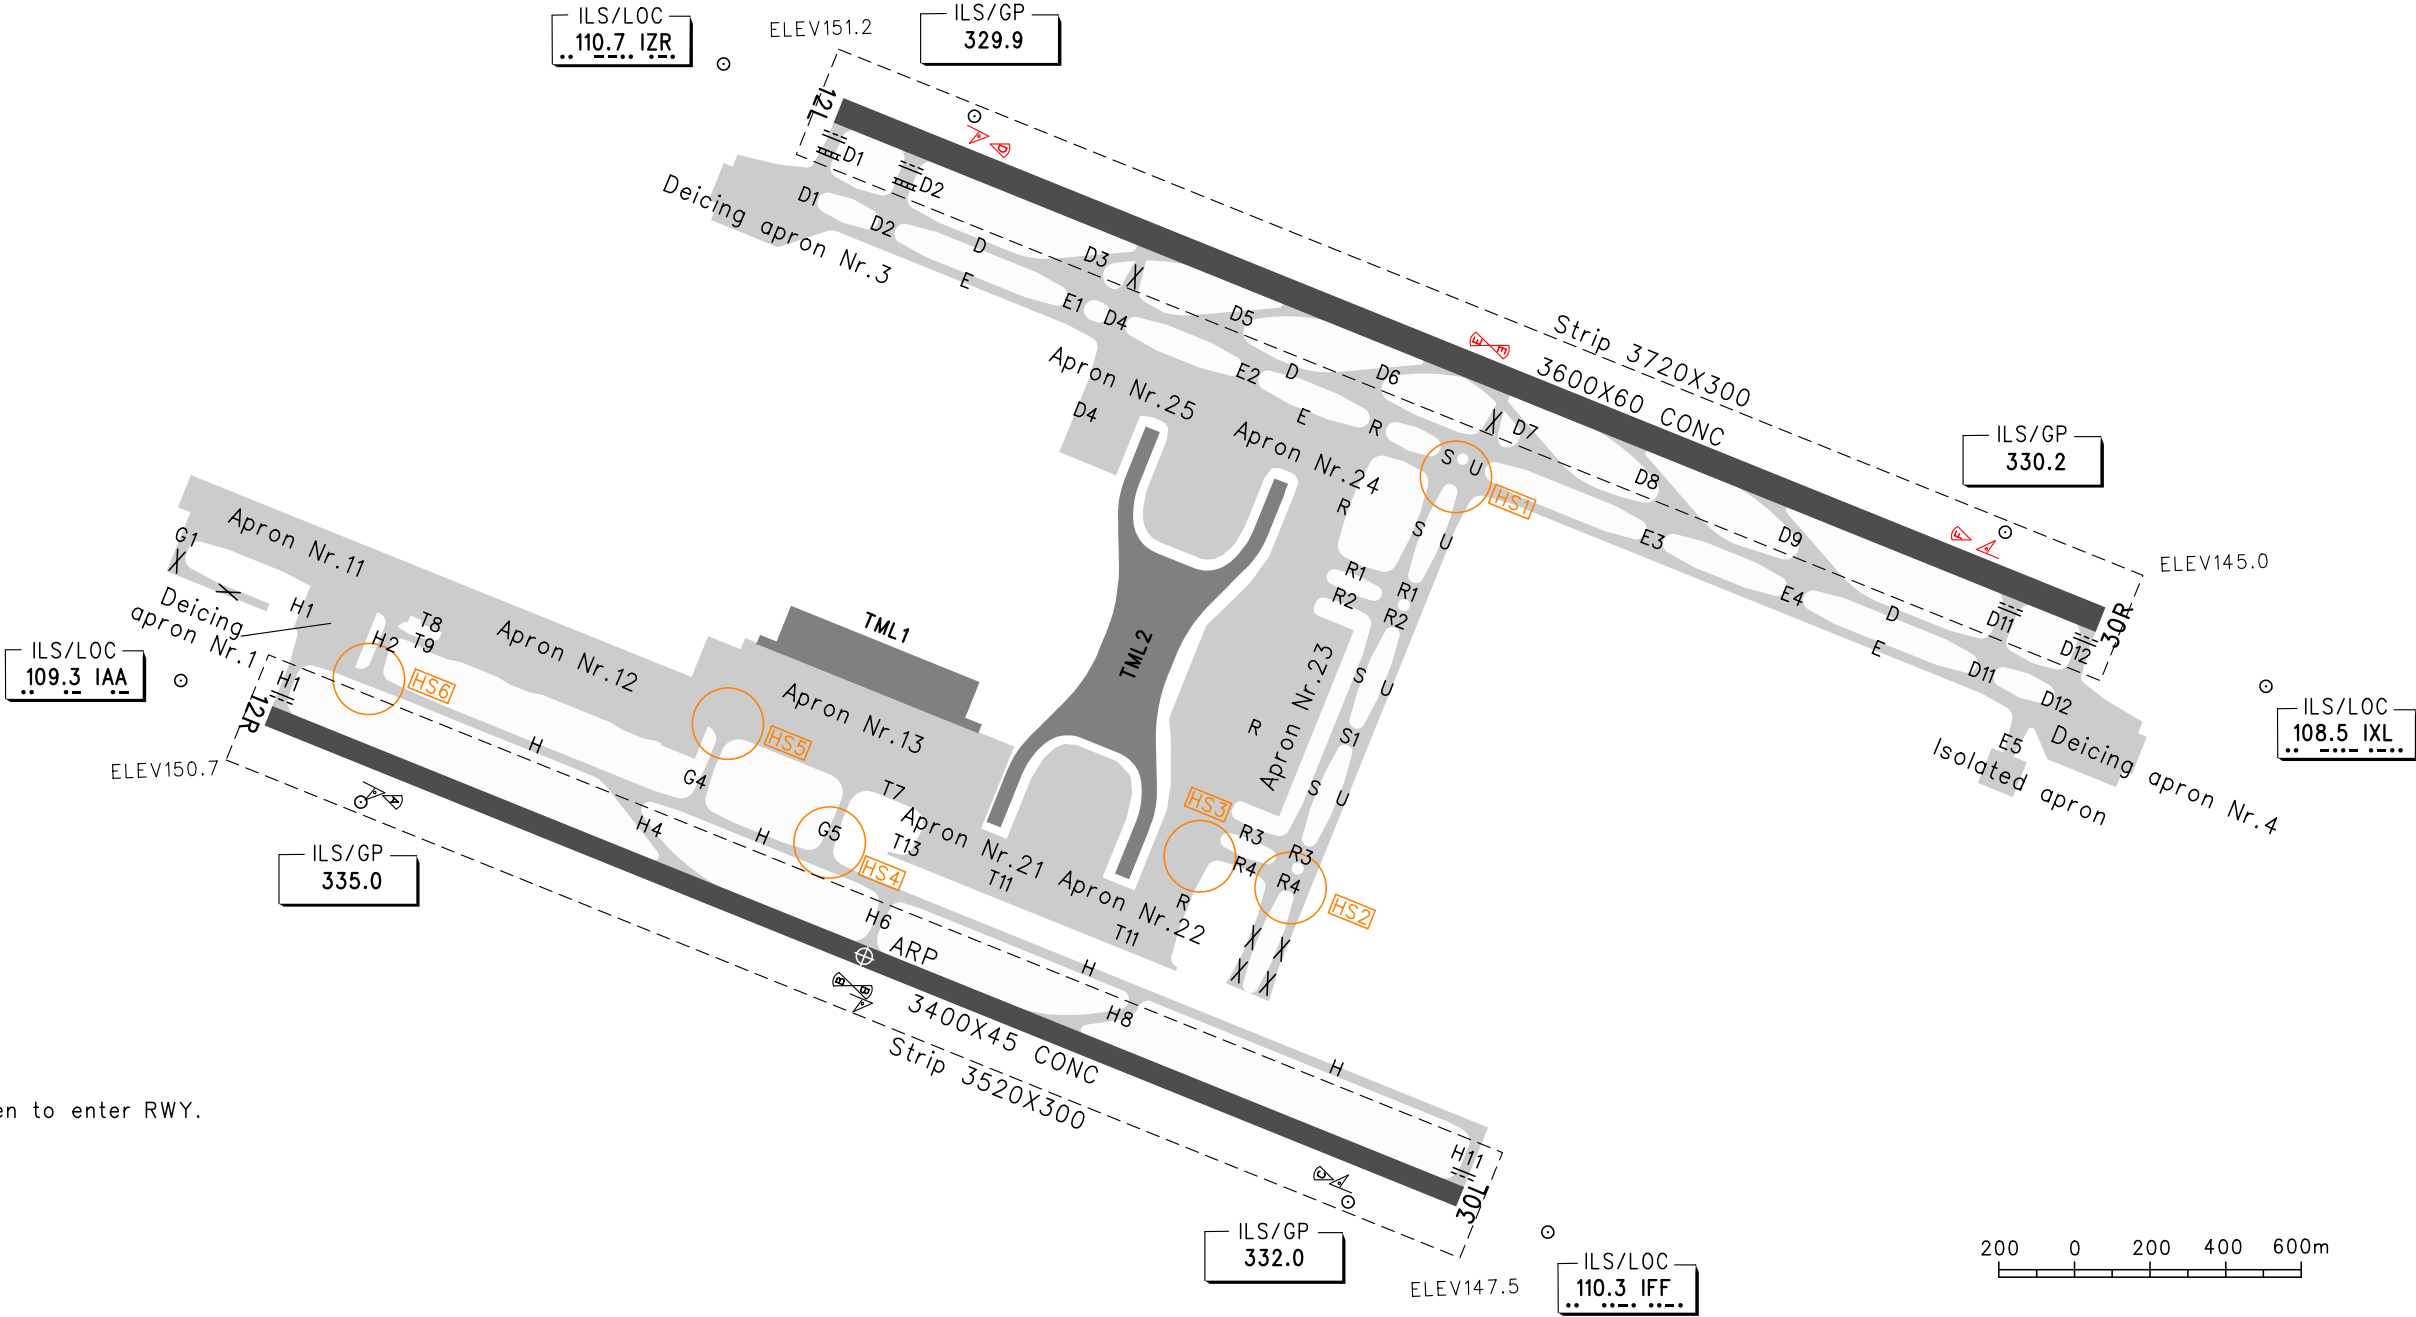 ILS/LOC
110.7 IZR
ELEV151.2
ILS/GP
329.9
12L
D1
D2
D1
D2
D
E
Deicing apron Nr.3
D3
X
E1
D4
D5
Strip 3720X300
3600X60 CONC
E
E
Apron Nr.25
D4
E2
D
E
D6
R
X
D7
Apron Nr.24
S
U
HS1
R
S
U
D8
E3
D9
E4
D
E
ILS/GP
330.2
F
ELEV145.0
D11
D12
30R
D11
D12
E5
Isolated apron
Deicing apron Nr.4
ILS/LOC
108.5 IXL
R1
R2
R1
R2
Apron Nr.23
S
U
R
S1
S
U
Apron Nr.11
G1
X
X
Deicing
apron Nr.1
H1
ILS/LOC
109.3 IAA
H1
12R
H2
T8
T9
HS6
Apron Nr.12
TML1
TML2
Apron Nr.13
HS5
H
G4
ELEV150.7
A
ILS/GP
335.0
H4
H
G5
HS4
T7
T13
Apron Nr.21
T11
Apron Nr.22
T11
HS3
R3
R4
R3
R4
R
HS2
X
X
X
X
H6
ARP
B
B
3400X45 CONC
Strip 3520X300
H
H8
H
H11
30L
C
ILS/GP
332.0
ELEV147.5
ILS/LOC
110.3 IFF
en to enter RWY.
200 0 200 400 600m